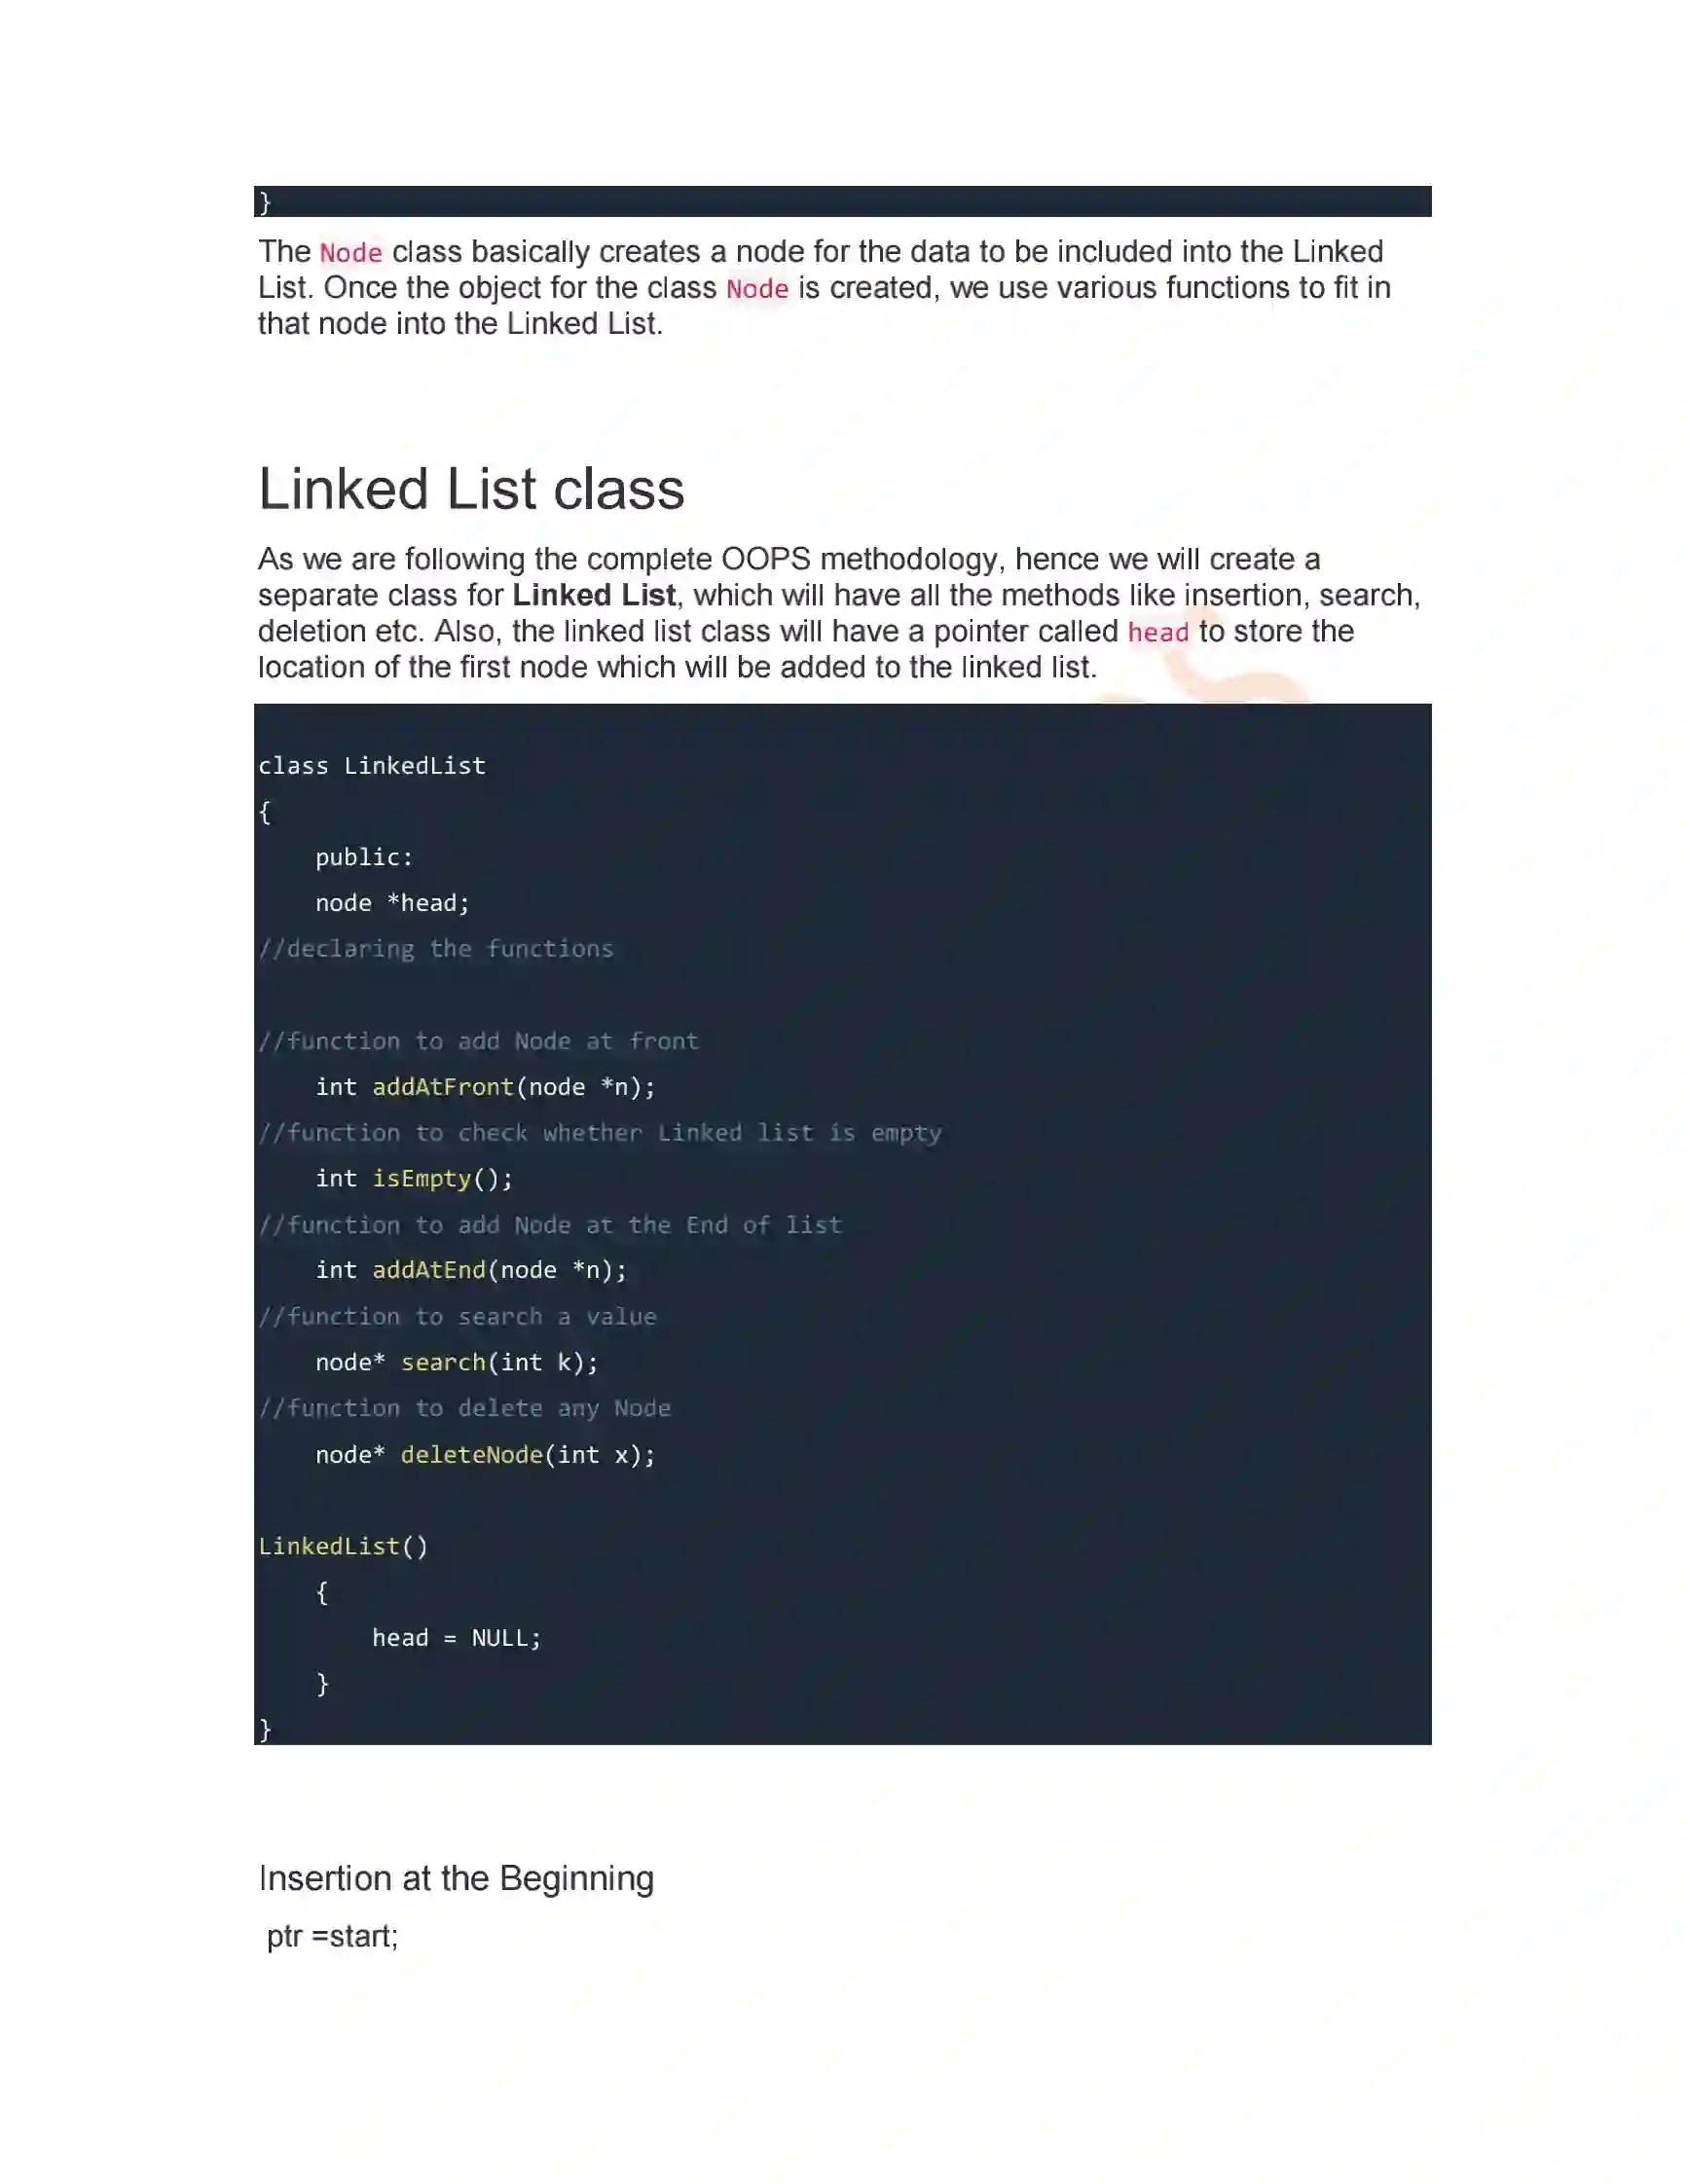 }
The Node class basically creates a node for the data to be included into the Linked
List. Once the object for the class Node is created, we use various functions to fit in
that node into the Linked List.
Linked List class
As we are following the complete OOPS methodology, hence we will create a
separate class for Linked List, which will have all the methods like insertion, search,
deletion etc. Also, the linked list class will have a pointer called head to store the
location of the first node which will be added to the linked list.
class LinkedList
{
    public:
    node *head;
//declaring the functions
//function to add Node at front
    int addAtFront(node *n);
//function to check whether Linked list is empty
    int isEmpty();
//function to add Node at the End of list
    int addAtEnd(node *n);
//function to search a value
    node* search(int k);
//function to delete any Node
    node* deleteNode(int x);
LinkedList()
    {
        head = NULL;
    }
}
Insertion at the Beginning
ptr =start;